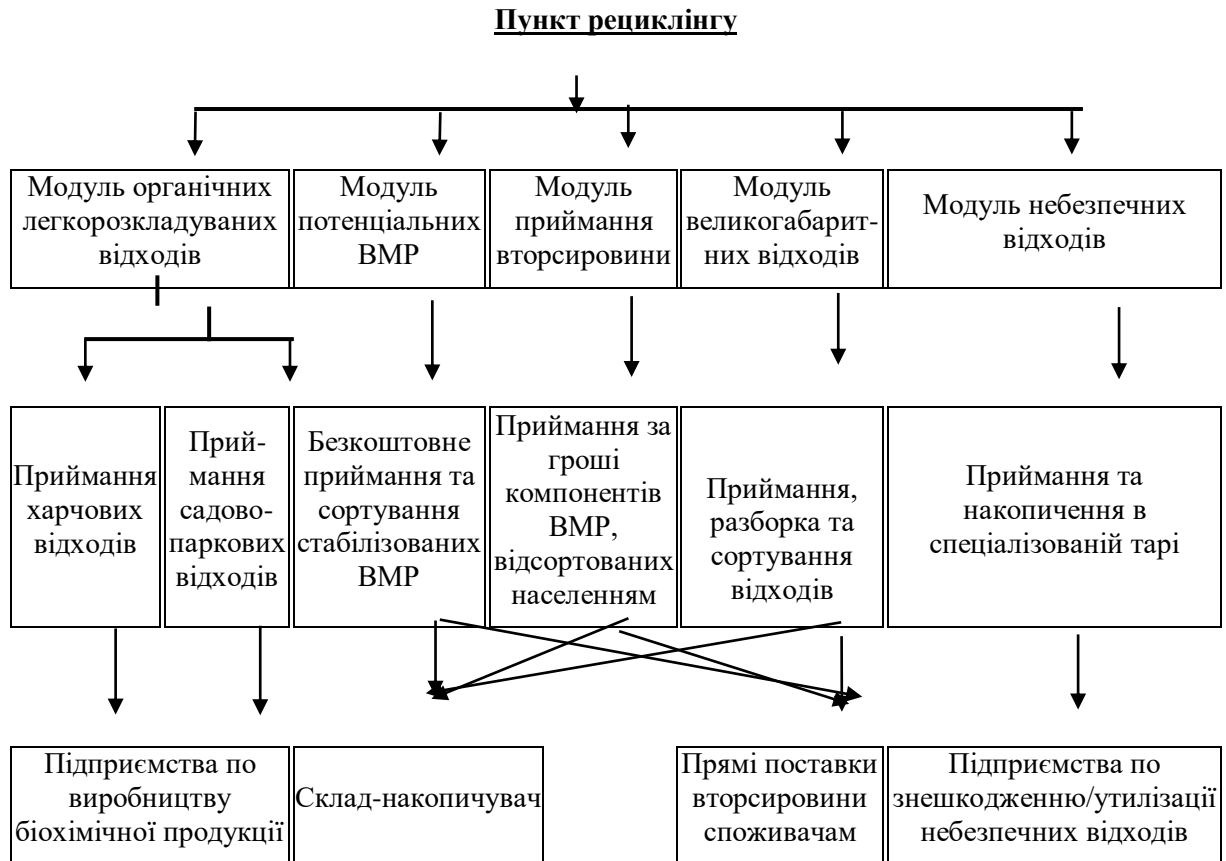 Пункт рециклінгу
Модуль органічних
легкорозкладуваних
відходів
Модуль
потенціальних
ВМР
Модуль
приймання
вторсировини
Модуль
великогабарит-
них відходів
Модуль небезпечних
відходів
Приймання
харчових
відходів
Прий-
мання
садово-
паркових
відходів
Безкоштовне
приймання та
сортування
стабілізованих
ВМР
Приймання за
гроші
компонентів
ВМР,
відсортованих
населенням
Приймання,
разборка та
сортування
відходів
Приймання та
накопичення в
спеціалізованій тарі
Підприємства по
виробництву
біохімічної продукції
Склад-накопичувач
Прямі поставки
вторсировини
споживачам
Підприємства по
знешкодженню/утилізації
небезпечних відходів